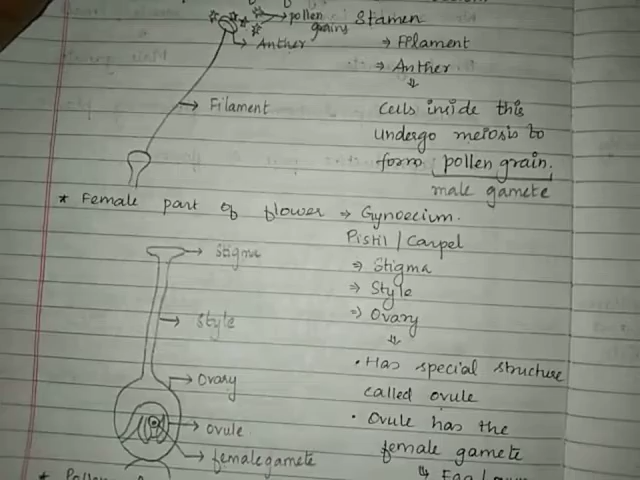 → pollen grains
→ Anther
→ Filament
Stamen
→ Filament
→ Anther
⇓
Cells inside this
undergo meiosis to
form pollen grain.
male gamete
* Female part of flower → Gynoecium.
Pistil / Carpel
⇒ Stigma
⇒ Style
⇒ Ovary
⇓
• Has special structure
called ovule
• Ovule has the
female gamete
→ Stigma
→ Style
→ Ovary
→ ovule
→ female gamete